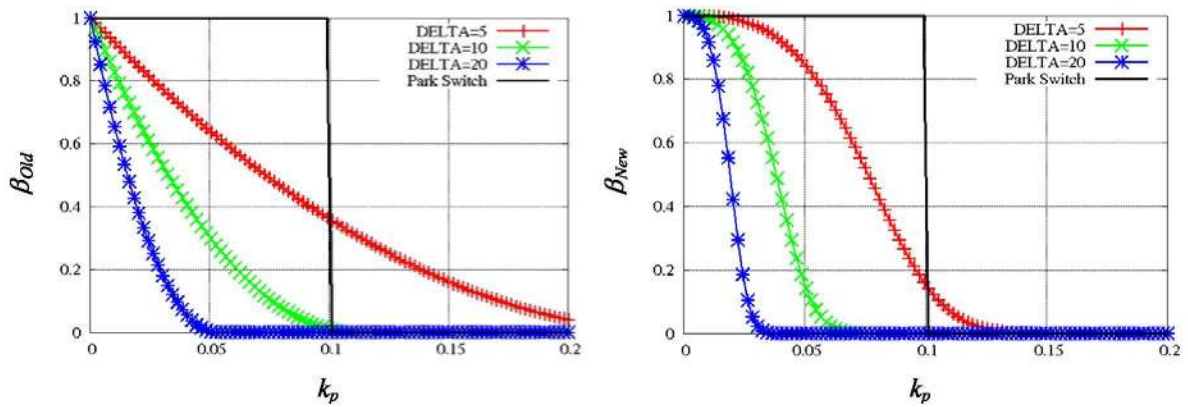 DELTA=5
DELTA=10
DELTA=20
Park Switch
1
0.8
0.6
0.4
0.2
0
0 0.05 0.1 0.15 0.2
β_Old
k_p
DELTA=5
DELTA=10
DELTA=20
Park Switch
1
0.8
0.6
0.4
0.2
0
0 0.05 0.1 0.15 0.2
β_New
k_p